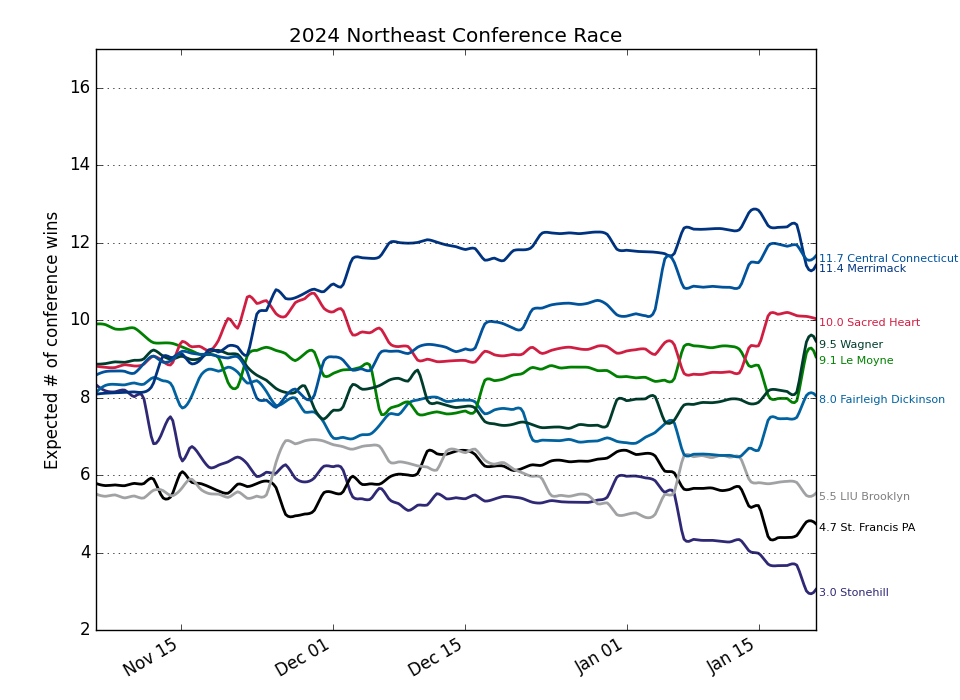 2024 Northeast Conference Race
Expected # of conference wins
16
14
12
10
8
6
4
2
11.7 Central Connecticut
11.4 Merrimack
10.0 Sacred Heart
9.5 Wagner
9.1 Le Moyne
8.0 Fairleigh Dickinson
5.5 LIU Brooklyn
4.7 St. Francis PA
3.0 Stonehill
Nov 15
Dec 01
Dec 15
Jan 01
Jan 15